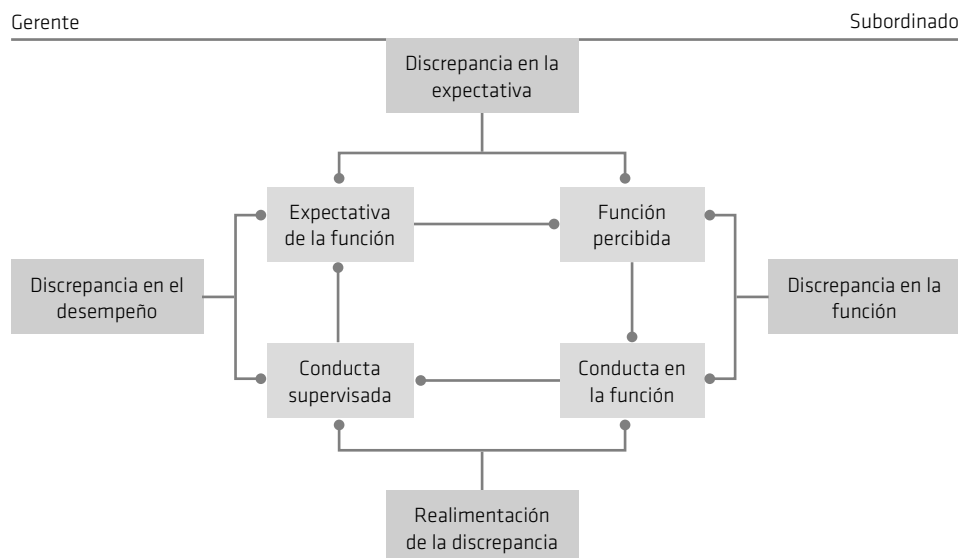 Gerente
Subordinado
Discrepancia en la
expectativa
Expectativa
de la función
Función
percibida
Discrepancia en el
desempeño
Discrepancia en la
función
Conducta
supervisada
Conducta en
la función
Realimentación
de la discrepancia